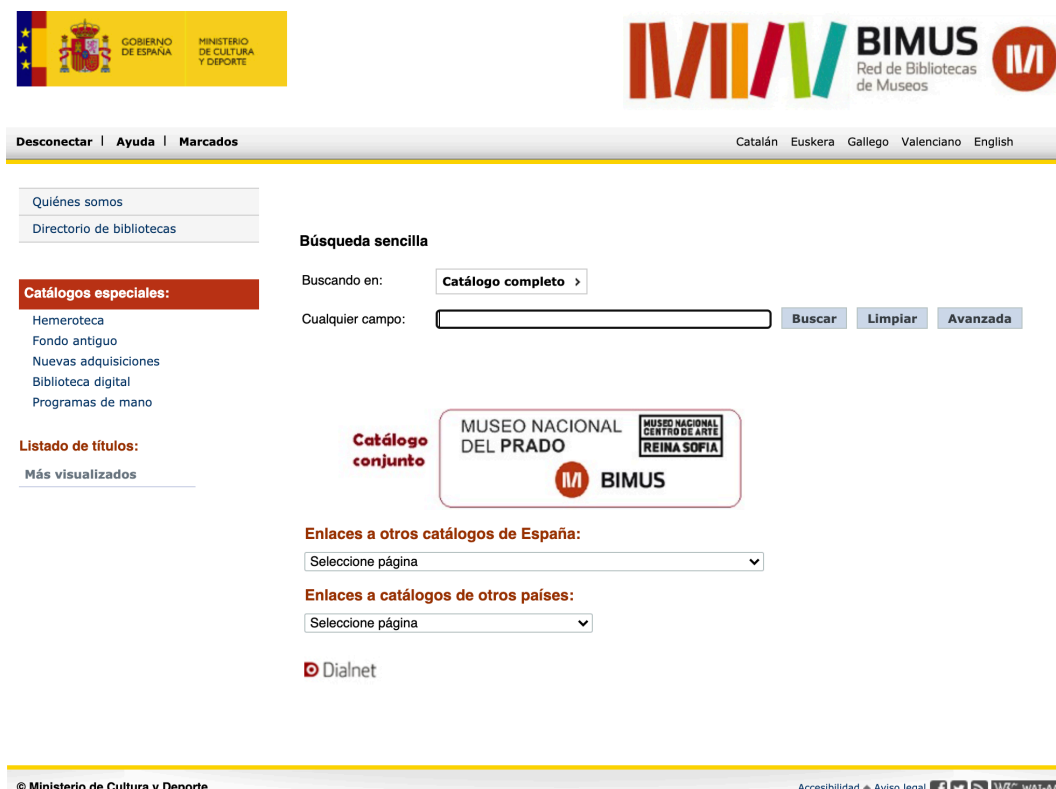 GOBIERNO
DE ESPAÑA
MINISTERIO
DE CULTURA
Y DEPORTE
BIMUS
Red de Bibliotecas
de Museos
Desconectar | Ayuda | Marcados
Catalán Euskera Gallego Valenciano English
Quiénes somos
Directorio de bibliotecas
Búsqueda sencilla
Buscando en: Catálogo completo ›
Catálogos especiales:
Cualquier campo: Buscar Limpiar Avanzada
Hemeroteca
Fondo antiguo
Nuevas adquisiciones
Biblioteca digital
Programas de mano
Listado de títulos:
Más visualizados
Catálogo
conjunto
MUSEO NACIONAL
DEL PRADO
MUSEO NACIONAL
CENTRO DE ARTE
REINA SOFIA
BIMUS
Enlaces a otros catálogos de España:
Seleccione página
Enlaces a catálogos de otros países:
Seleccione página
Dialnet
© Ministerio de Cultura y Deporte
Accesibilidad Aviso legal